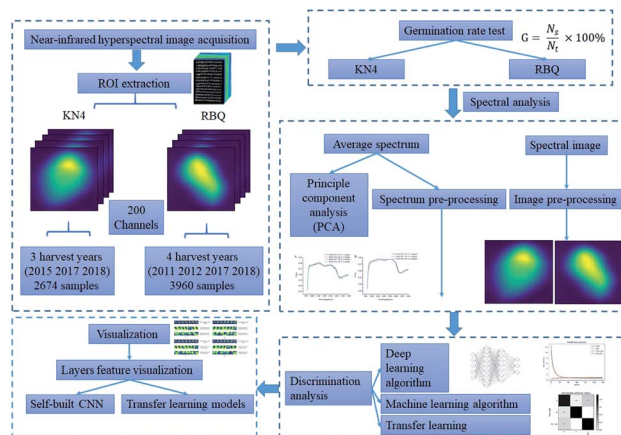 Near-infrared hyperspectral image acquisition
ROI extraction
KN4
RBQ
200
Channels
3 harvest years
(2015 2017 2018)
2674 samples
4 harvest years
(2011 2012 2017 2018)
3960 samples
Germination rate test
G = Ns/Nt × 100%
KN4
RBQ
Spectral analysis
Average spectrum
Spectral image
Principle
component
analysis
(PCA)
Spectrum pre-processing
Image pre-processing
Visualization
Layers feature visualization
Self-built CNN
Transfer learning models
Discrimination
analysis
Deep
learning
algorithm
Machine learning algorithm
Transfer learning